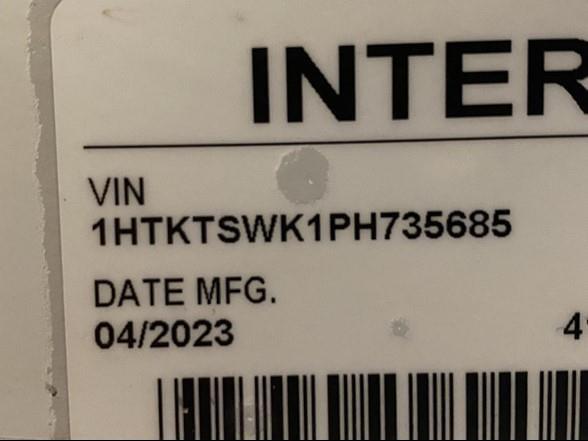 INTER
VIN
1HTKTSWK1PH735685
DATE MFG.
04/2023